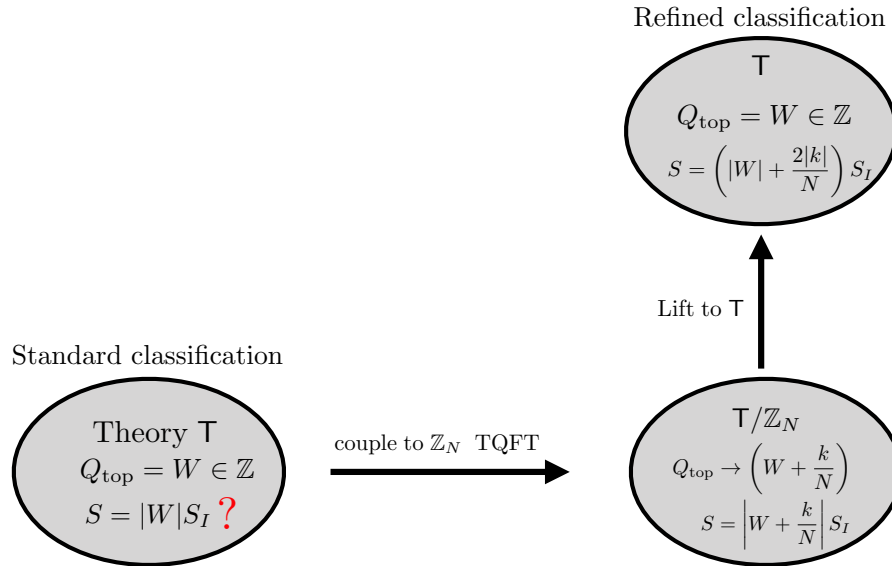 Refined classification
T
Q_top = W ∈ ℤ
S = (|W| + 2|k|/N) S_I
Lift to T
Standard classification
Theory T
Q_top = W ∈ ℤ
S = |W|S_I ?
couple to ℤ_N TQFT
T/ℤ_N
Q_top → (W + k/N)
S = |W + k/N| S_I